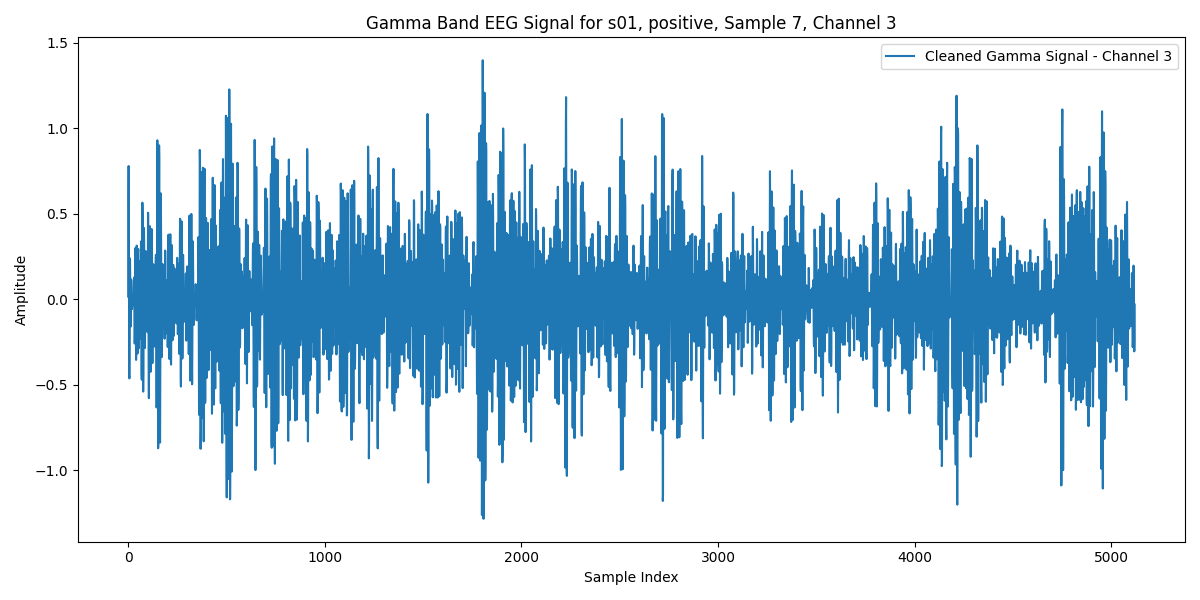 Gamma Band EEG Signal for s01, positive, Sample 7, Channel 3
Cleaned Gamma Signal - Channel 3
1.5
1.0
0.5
0.0
−0.5
−1.0
Amplitude
0 1000 2000 3000 4000 5000
Sample Index